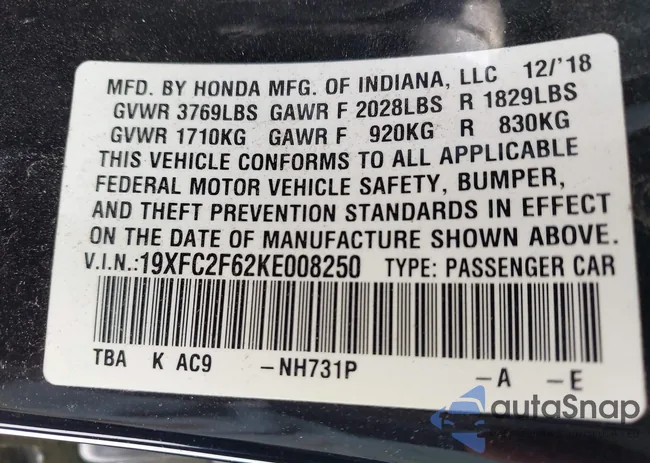 MFD. BY HONDA MFG. OF INDIANA, LLC 12/'18
GVWR 3769LBS GAWR F 2028LBS R 1829LBS
GVWR 1710KG GAWR F 920KG R 830KG
THIS VEHICLE CONFORMS TO ALL APPLICABLE
FEDERAL MOTOR VEHICLE SAFETY, BUMPER,
AND THEFT PREVENTION STANDARDS IN EFFECT
ON THE DATE OF MANUFACTURE SHOWN ABOVE.
V.I.N.:19XFC2F62KE008250 TYPE: PASSENGER CAR
TBA K AC9 -NH731P -A -E
autaSnap